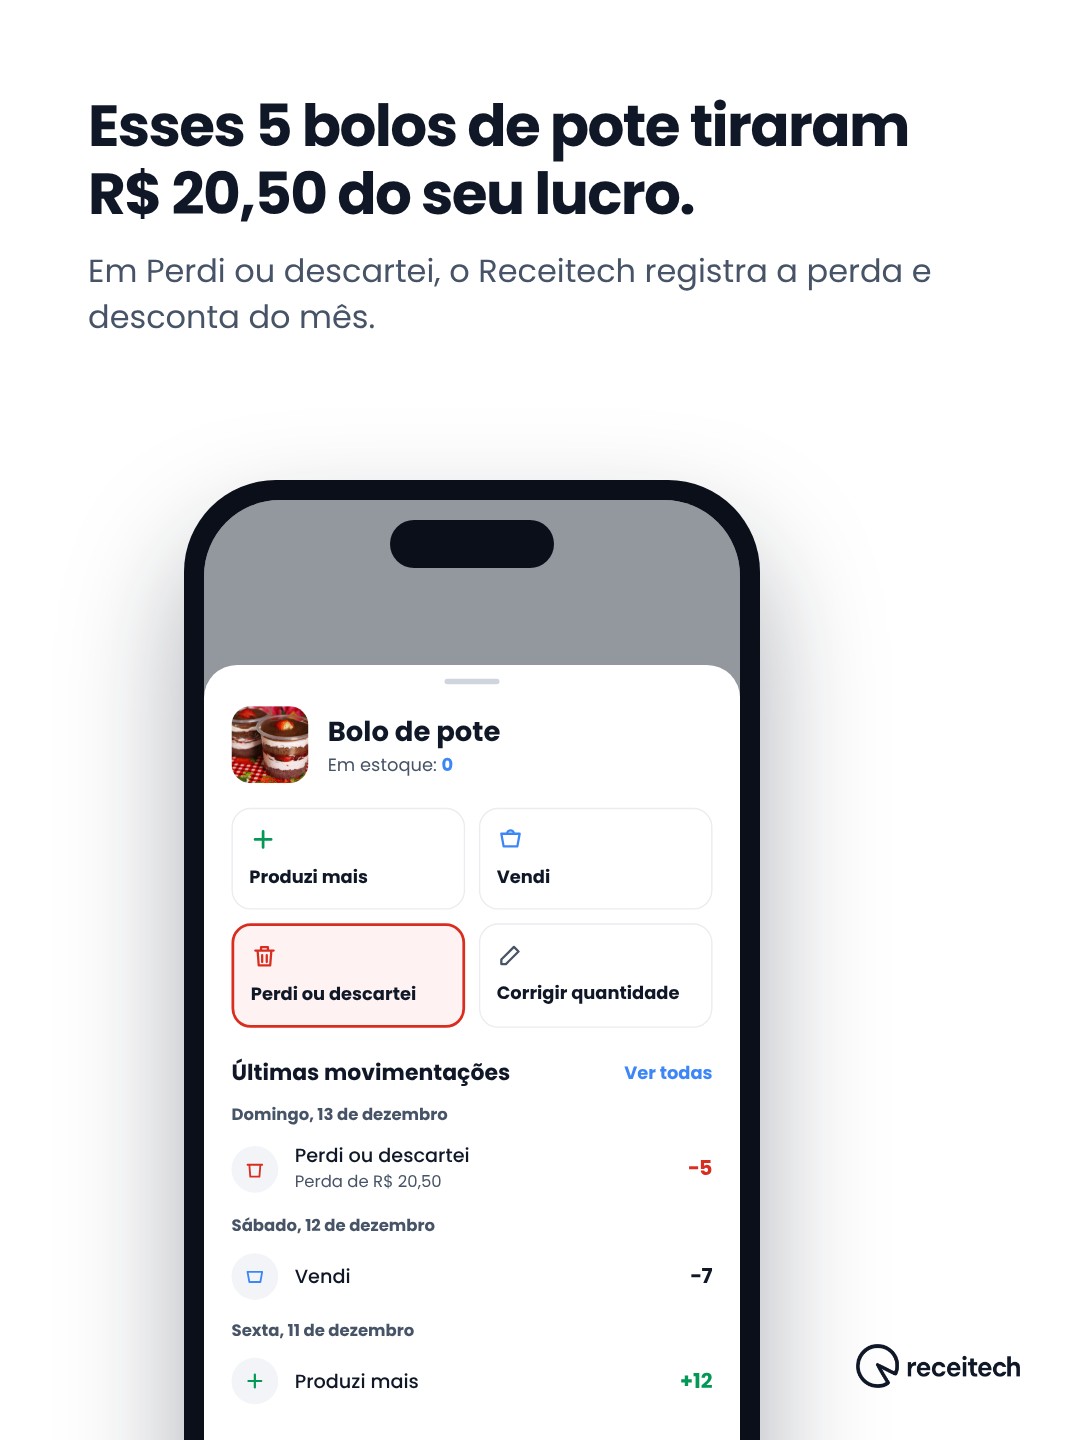 Esses 5 bolos de pote tiraram
R$ 20,50 do seu lucro.
Em Perdi ou descartei, o Receitech registra a perda e
desconta do mês.
Bolo de pote
Em estoque: 0
Produzi mais
Vendi
Perdi ou descartei
Corrigir quantidade
Últimas movimentações
Ver todas
Domingo, 13 de dezembro
Perdi ou descartei
Perda de R$ 20,50
-5
Sábado, 12 de dezembro
Vendi
-7
Sexta, 11 de dezembro
Produzi mais
+12
receitech